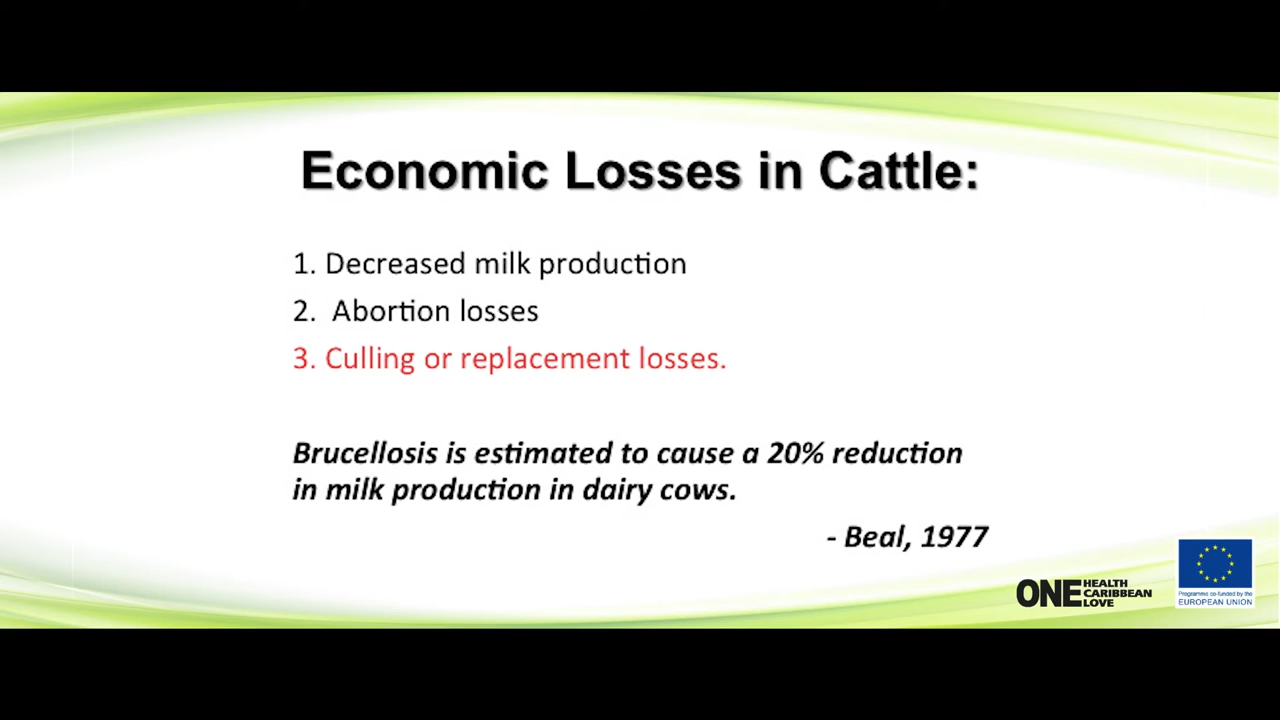 Economic Losses in Cattle:
1. Decreased milk production
2. Abortion losses
3. Culling or replacement losses.
Brucellosis is estimated to cause a 20% reduction
in milk production in dairy cows.
- Beal, 1977
ONE HEALTH
CARIBBEAN
LOVE
Programme co-funded by the
EUROPEAN UNION